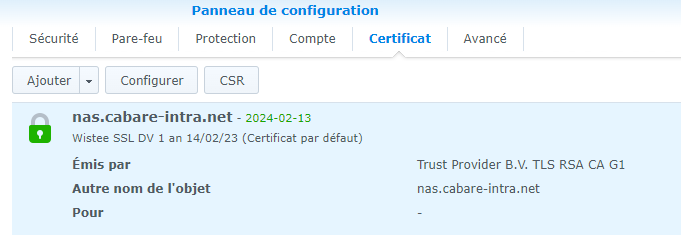 Panneau de configuration
Sécurité Pare-feu Protection Compte Certificat Avancé
Ajouter Configurer CSR
nas.cabare-intra.net - 2024-02-13
Wistee SSL DV 1 an 14/02/23 (Certificat par défaut)
Émis par Trust Provider B.V. TLS RSA CA G1
Autre nom de l'objet nas.cabare-intra.net
Pour -